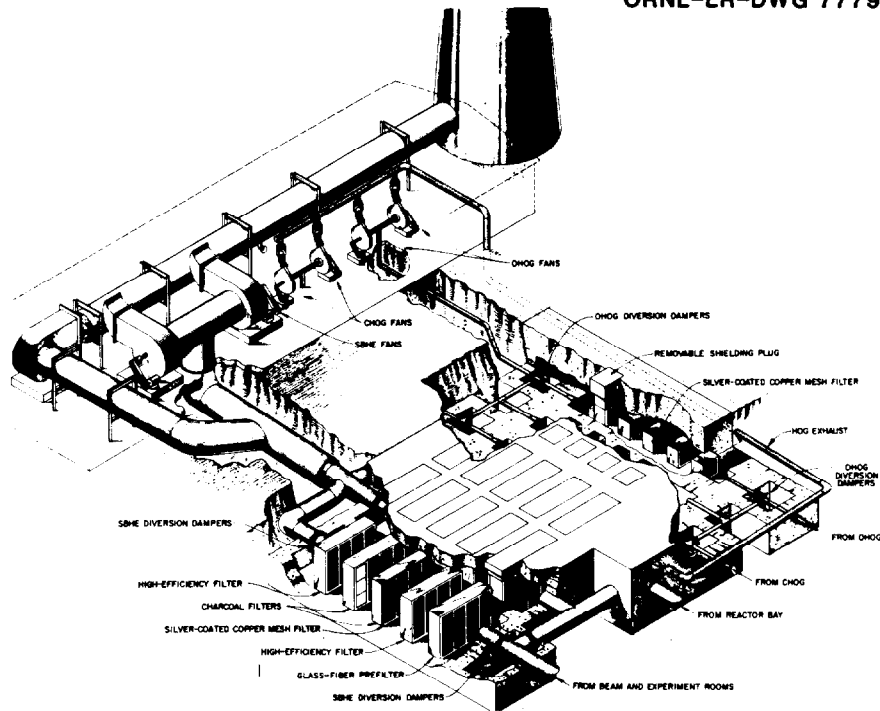 ORNL-LR-DWG 7779
OHOG FANS
CHOG FANS
SBHE FANS
OHOG DIVERSION DAMPERS
REMOVABLE SHIELDING PLUG
SILVER-COATED COPPER MESH FILTER
HOG EXHAUST
OHOG
DIVERSION
DAMPERS
FROM OHOG
FROM CHOG
FROM REACTOR BAY
SBHE DIVERSION DAMPERS
HIGH-EFFICIENCY FILTER
CHARCOAL FILTERS
SILVER-COATED COPPER MESH FILTER
HIGH-EFFICIENCY FILTER
GLASS-FIBER PREFILTER
SBHE DIVERSION DAMPERS
FROM BEAM AND EXPERIMENT ROOMS